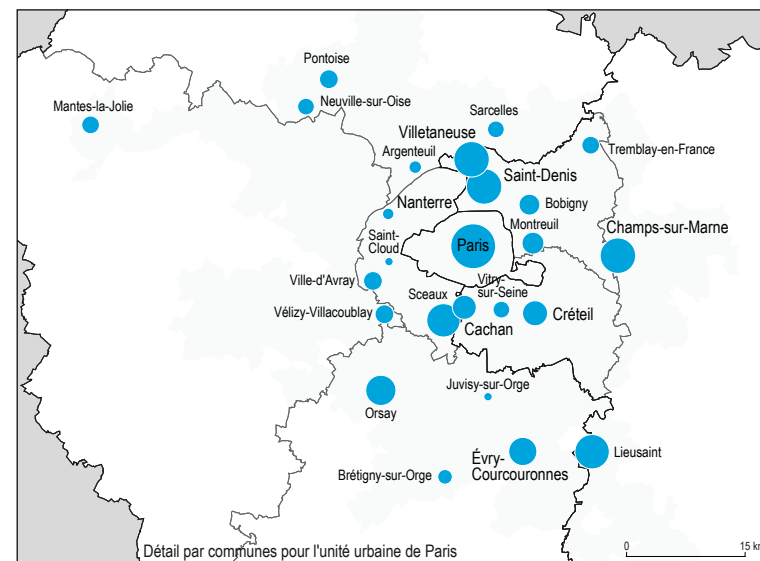 Pontoise
Mantes-la-Jolie
Neuville-sur-Oise
Sarcelles
Villetaneuse
Argenteuil
Tremblay-en-France
Saint-Denis
Nanterre
Bobigny
Montreuil
Champs-sur-Marne
Saint-
Cloud
Paris
Ville-d'Avray
Vitry-
sur-Seine
Sceaux
Vélizy-Villacoublay
Créteil
Cachan
Juvisy-sur-Orge
Orsay
Évry-
Courcouronnes
Lieusaint
Brétigny-sur-Orge
Détail par communes pour l'unité urbaine de Paris
0 15 km